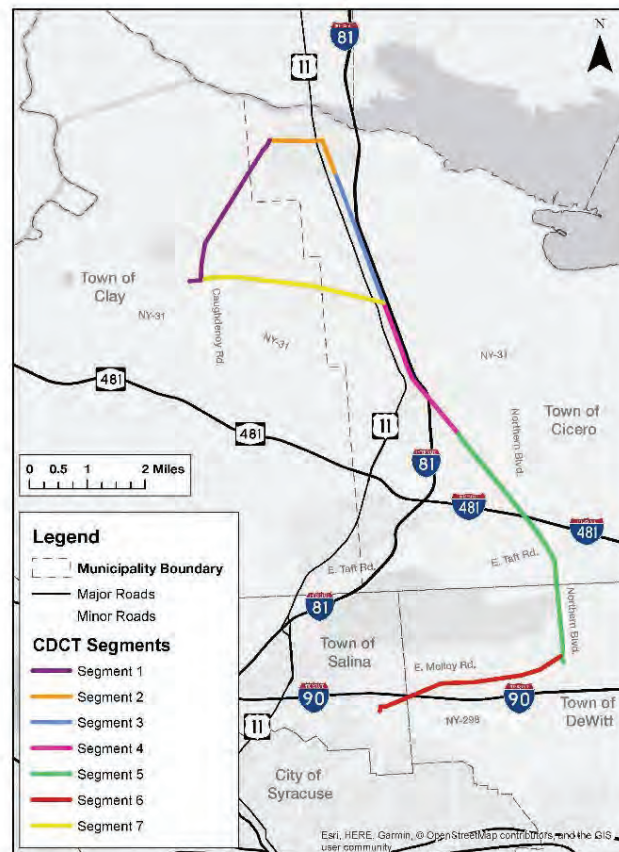 N
81
11
Town of
Clay
NY-31
Caughdenoy Rd.
NY-31
NY-31
481
Town of
Cicero
481
11
81
Northern Blvd.
0 0.5 1 2 Miles
481
481
E. Taft Rd.
E. Taft Rd.
Northern Blvd.
81
Town of
Salina
E. Molloy Rd.
90
90
Town of
DeWitt
NY-298
11
City of
Syracuse
Legend
Municipality Boundary
Major Roads
Minor Roads
CDCT Segments
Segment 1
Segment 2
Segment 3
Segment 4
Segment 5
Segment 6
Segment 7
Esri, HERE, Garmin, © OpenStreetMap contributors, and the GIS
user community